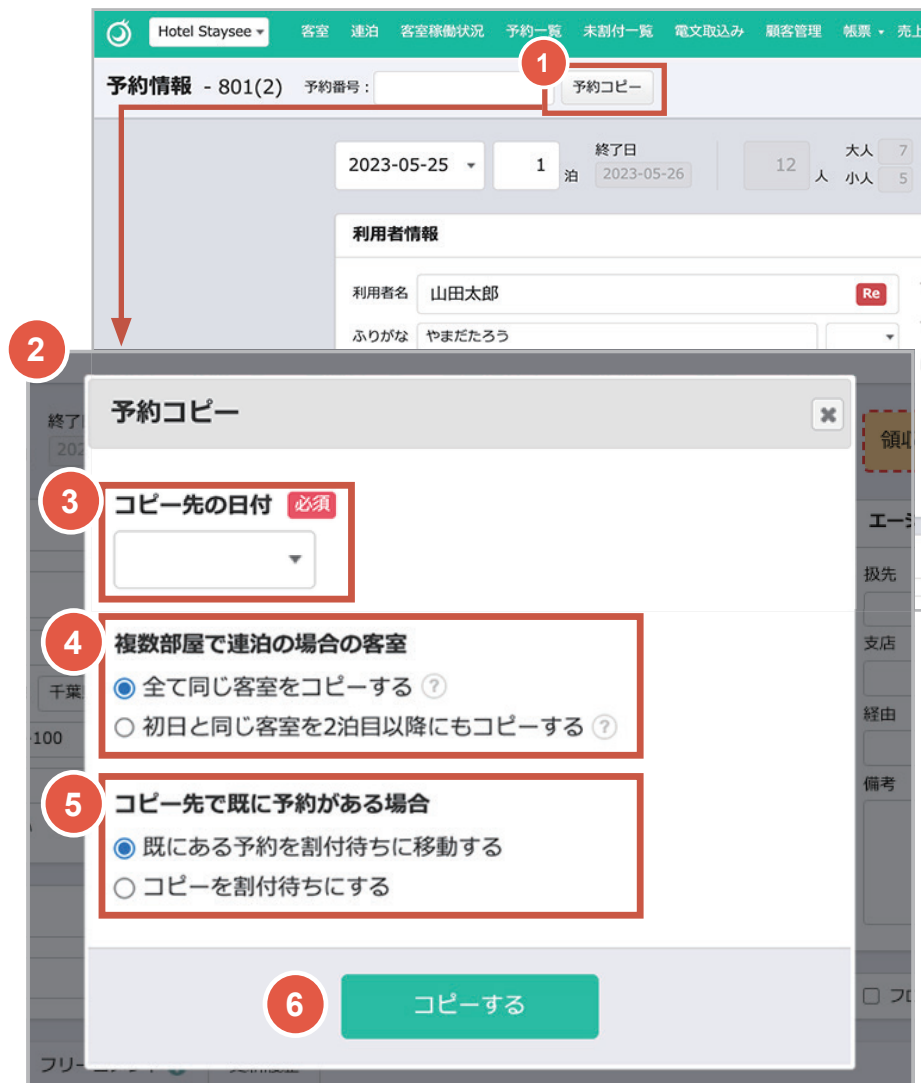 Hotel Staysee 客室 連泊 客室稼働状況 予約一覧 未割付一覧 電文取込み 顧客管理 帳票 売上
1
予約情報 - 801(2) 予約番号： 予約コピー
2023-05-25 1 泊 終了日 2023-05-26 12 人 大人 7 小人 5
利用者情報
利用者名 山田太郎 Re
ふりがな やまだたろう
2
予約コピー
終了
202
領収
3
コピー先の日付 必須
エージ
扱先
4
複数部屋で連泊の場合の客室
支店
全て同じ客室をコピーする ?
千葉
初日と同じ客室を2泊目以降にもコピーする ?
-100
経由
5
コピー先で既に予約がある場合
備考
既にある予約を割付待ちに移動する
コピーを割付待ちにする
6
コピーする
フロ
フリー